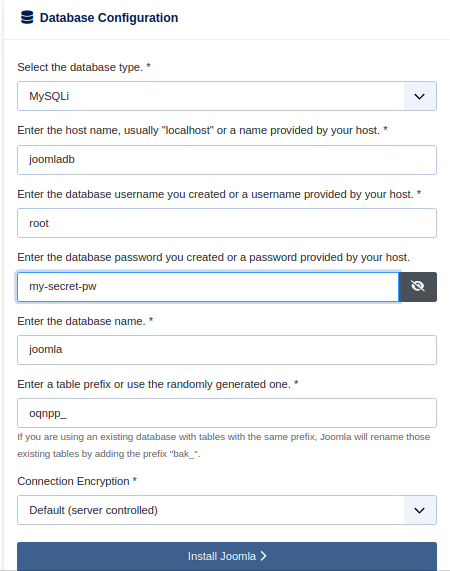 Database Configuration
Select the database type. *
MySQLi
Enter the host name, usually "localhost" or a name provided by your host. *
joomladb
Enter the database username you created or a username provided by your host. *
root
Enter the database password you created or a password provided by your host.
my-secret-pw
Enter the database name. *
joomla
Enter a table prefix or use the randomly generated one. *
oqnpp_
If you are using an existing database with tables with the same prefix, Joomla will rename those
existing tables by adding the prefix "bak_".
Connection Encryption *
Default (server controlled)
Install Joomla